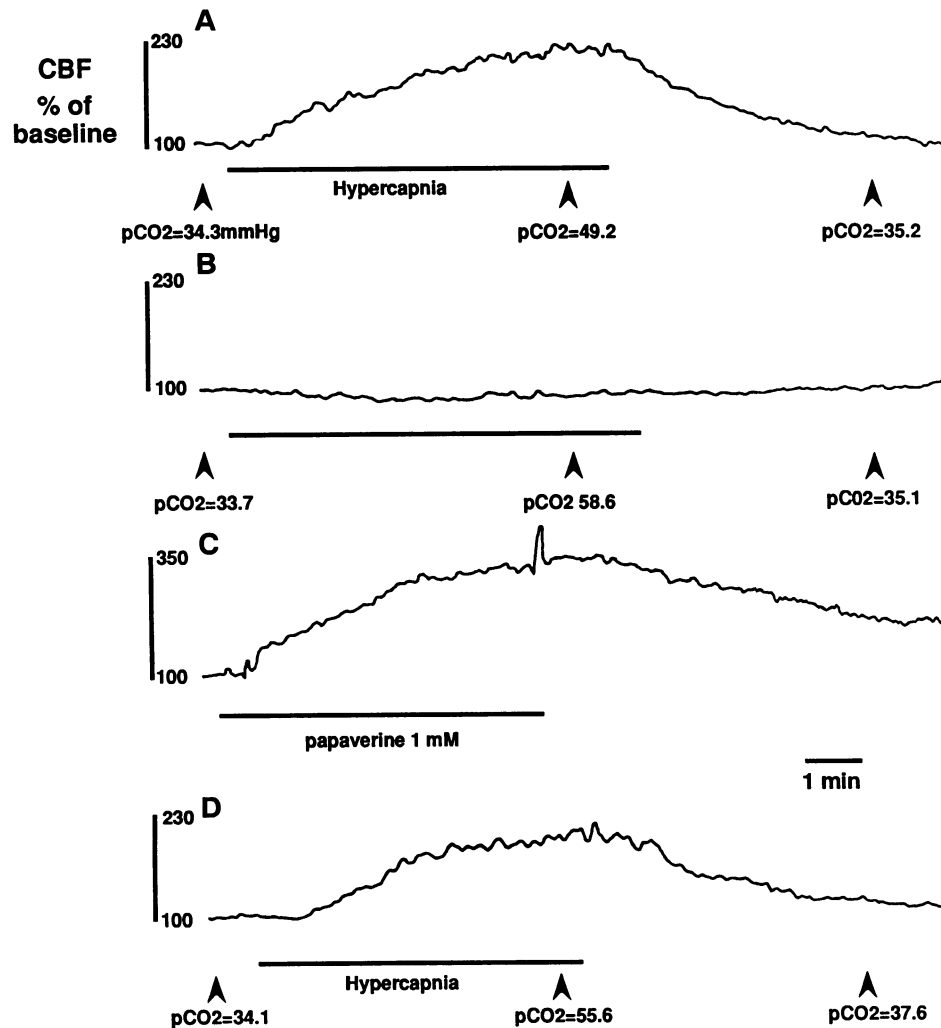 A
230
CBF
% of
baseline
100
Hypercapnia
pCO2=34.3mmHg
pCO2=49.2
pCO2=35.2
B
230
100
pCO2=33.7
pCO2 58.6
pC02=35.1
C
350
100
papaverine 1 mM
1 min
D
230
100
Hypercapnia
pCO2=34.1
pCO2=55.6
pCO2=37.6